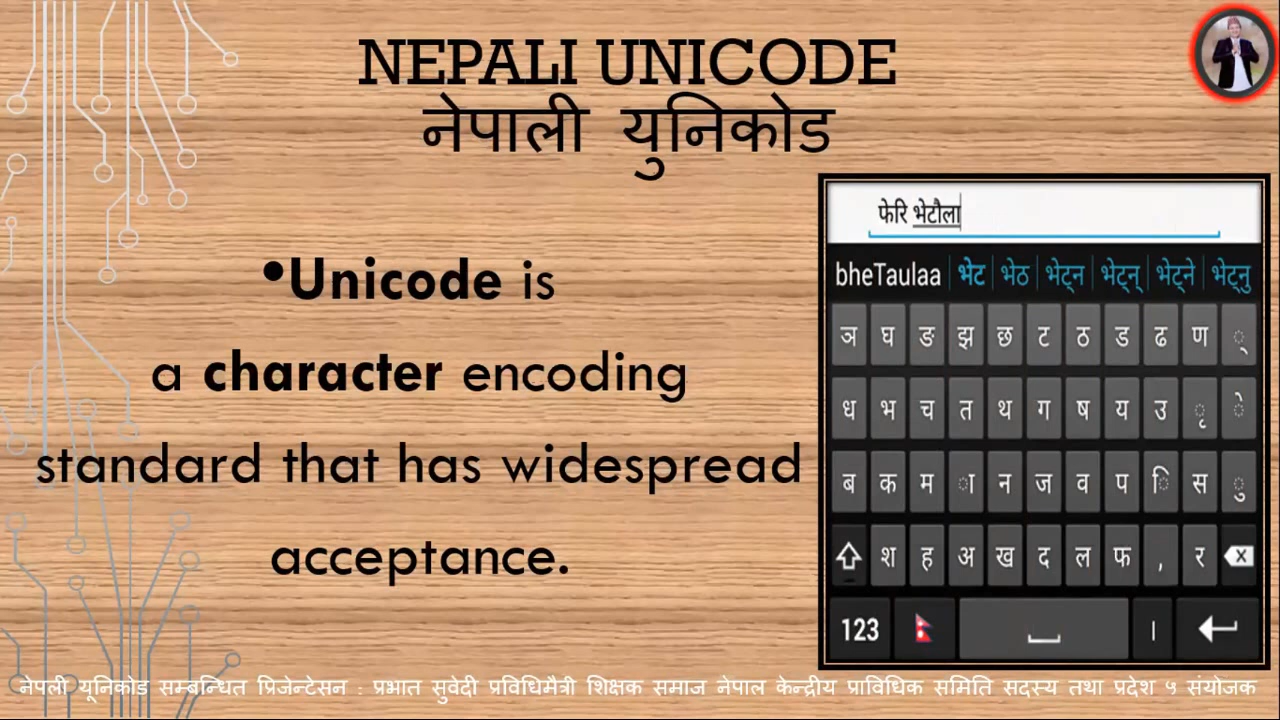 NEPALI UNICODE
नेपाली युनिकोड
•Unicode is
a character encoding
standard that has widespread
acceptance.
फेरि भेटौला
bheTaulaa भेट भेठ भेट्न भेट्न् भेट्ने भेट्नु
ञ घ ङ झ छ ट ठ ड ढ ण ्
ध भ च त थ ग ष य उ ृ े
ब क म ा न ज व प ि स ु
श ह अ ख द ल फ , र
123 ।
नेपली यूनिकोड सम्बन्धित प्रिजेन्टेसन : प्रभात सुवेदी प्रविधिमैत्री शिक्षक समाज नेपाल केन्द्रीय प्राविधिक समिति सदस्य तथा प्रदेश ५ संयोजक